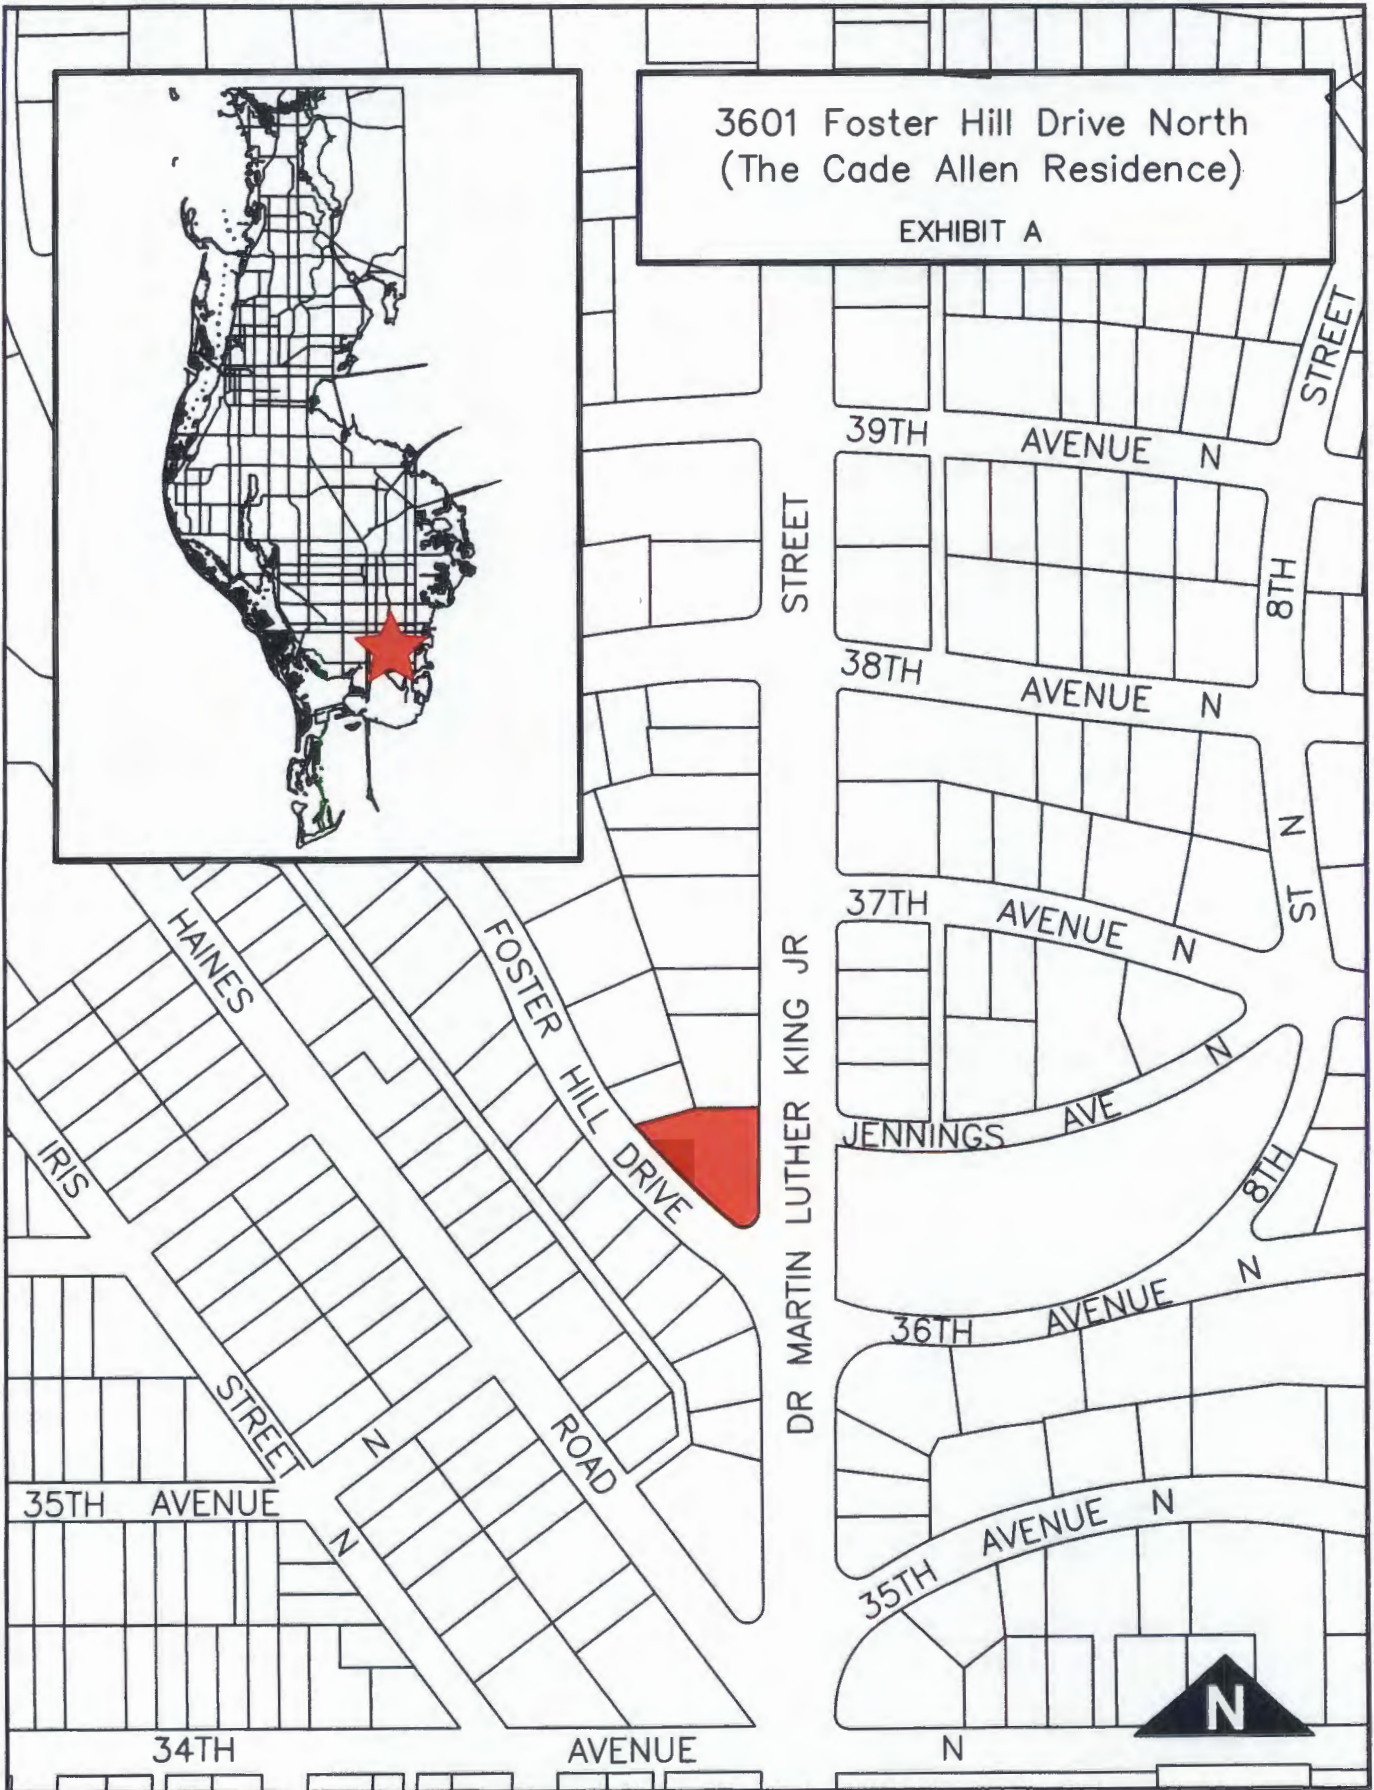 3601 Foster Hill Drive North
(The Cade Allen Residence)
EXHIBIT A
STREET
39TH AVENUE N
STREET
8TH
38TH AVENUE N
ST N
37TH AVENUE N
HAINES
FOSTER HILL DRIVE
DR MARTIN LUTHER KING JR
N
JENNINGS AVE
IRIS
8TH
N
36TH AVENUE
STREET
N
ROAD
35TH AVENUE
N
35TH AVENUE N
N
34TH AVENUE N